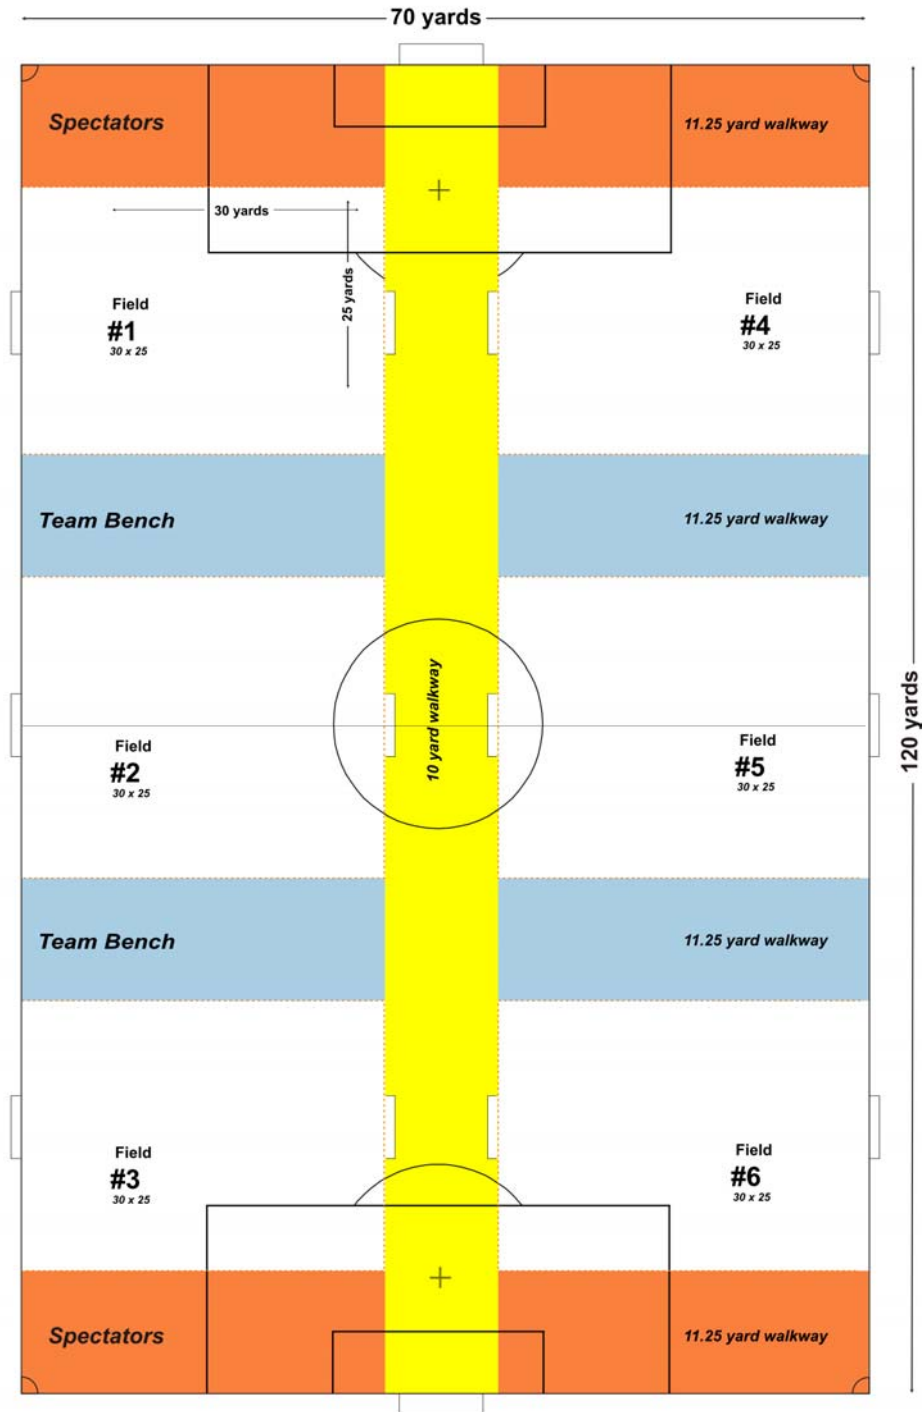 70 yards
Spectators
11.25 yard walkway
30 yards
25 yards
Field
#1
30 x 25
Field
#4
30 x 25
Team Bench
11.25 yard walkway
10 yard walkway
120 yards
Field
#2
30 x 25
Field
#5
30 x 25
Team Bench
11.25 yard walkway
Field
#3
30 x 25
Field
#6
30 x 25
Spectators
11.25 yard walkway